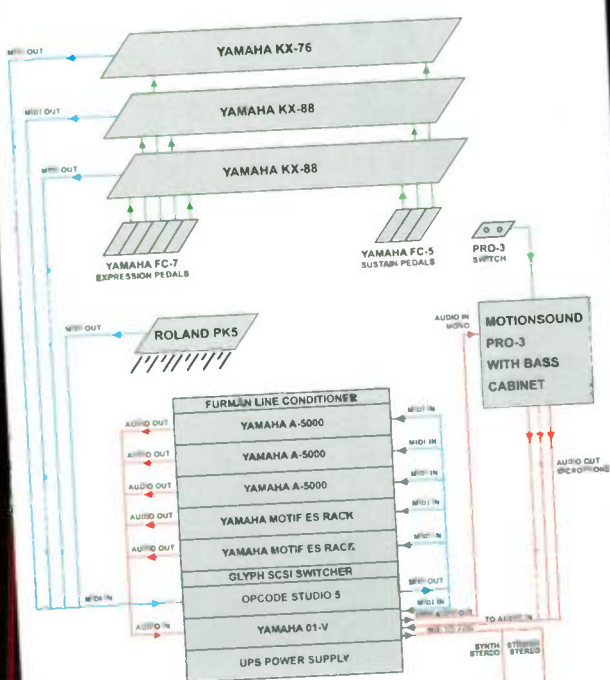 MIDI OUT
YAMAHA KX-76
MIDI OUT
YAMAHA KX-88
MIDI OUT
YAMAHA KX-88
YAMAHA FC-7
EXPRESSION PEDALS
YAMAHA FC-5
SUSTAIN PEDALS
PRO-3
SWITCH
MIDI OUT
ROLAND PK5
AUDIO IN
MONO
MOTIONSOUND
PRO-3
WITH BASS
CABINET
FURMAN LINE CONDITIONER
AUDIO OUT
YAMAHA A-5000
MIDI IN
AUDIO OUT
YAMAHA A-5000
MIDI IN
AUDIO OUT
YAMAHA A-5000
MIDI IN
AUDIO OUT
YAMAHA MOTIF ES RACK
MIDI IN
AUDIO OUT
YAMAHA MOTIF ES RACK
MIDI IN
AUDIO OUT
MICROPHONE
GLYPH SCSI SWITCHER
MIDI OUT
MIDI IN
OPCODE STUDIO 5
MIDI IN
AUDIO OUT
AUDIO IN
YAMAHA 01-V
TO AUDIO IN
UPS POWER SUPPLY
SYNTH
STEREO
STEREO